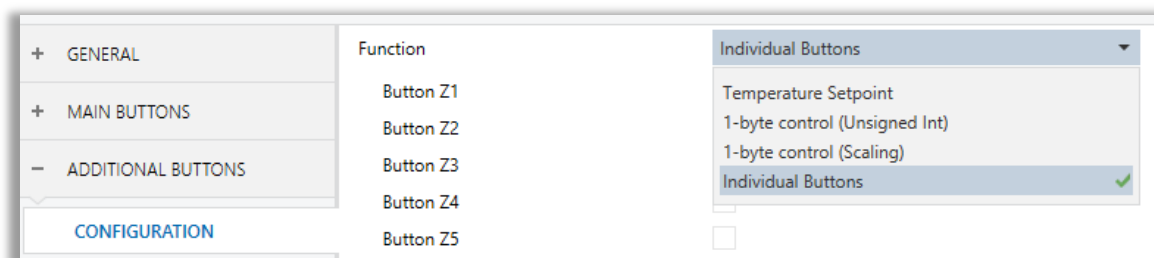 + GENERAL
+ MAIN BUTTONS
− ADDITIONAL BUTTONS
CONFIGURATION
Function
Individual Buttons
Button Z1
Button Z2
Button Z3
Button Z4
Button Z5
Temperature Setpoint
1-byte control (Unsigned Int)
1-byte control (Scaling)
Individual Buttons